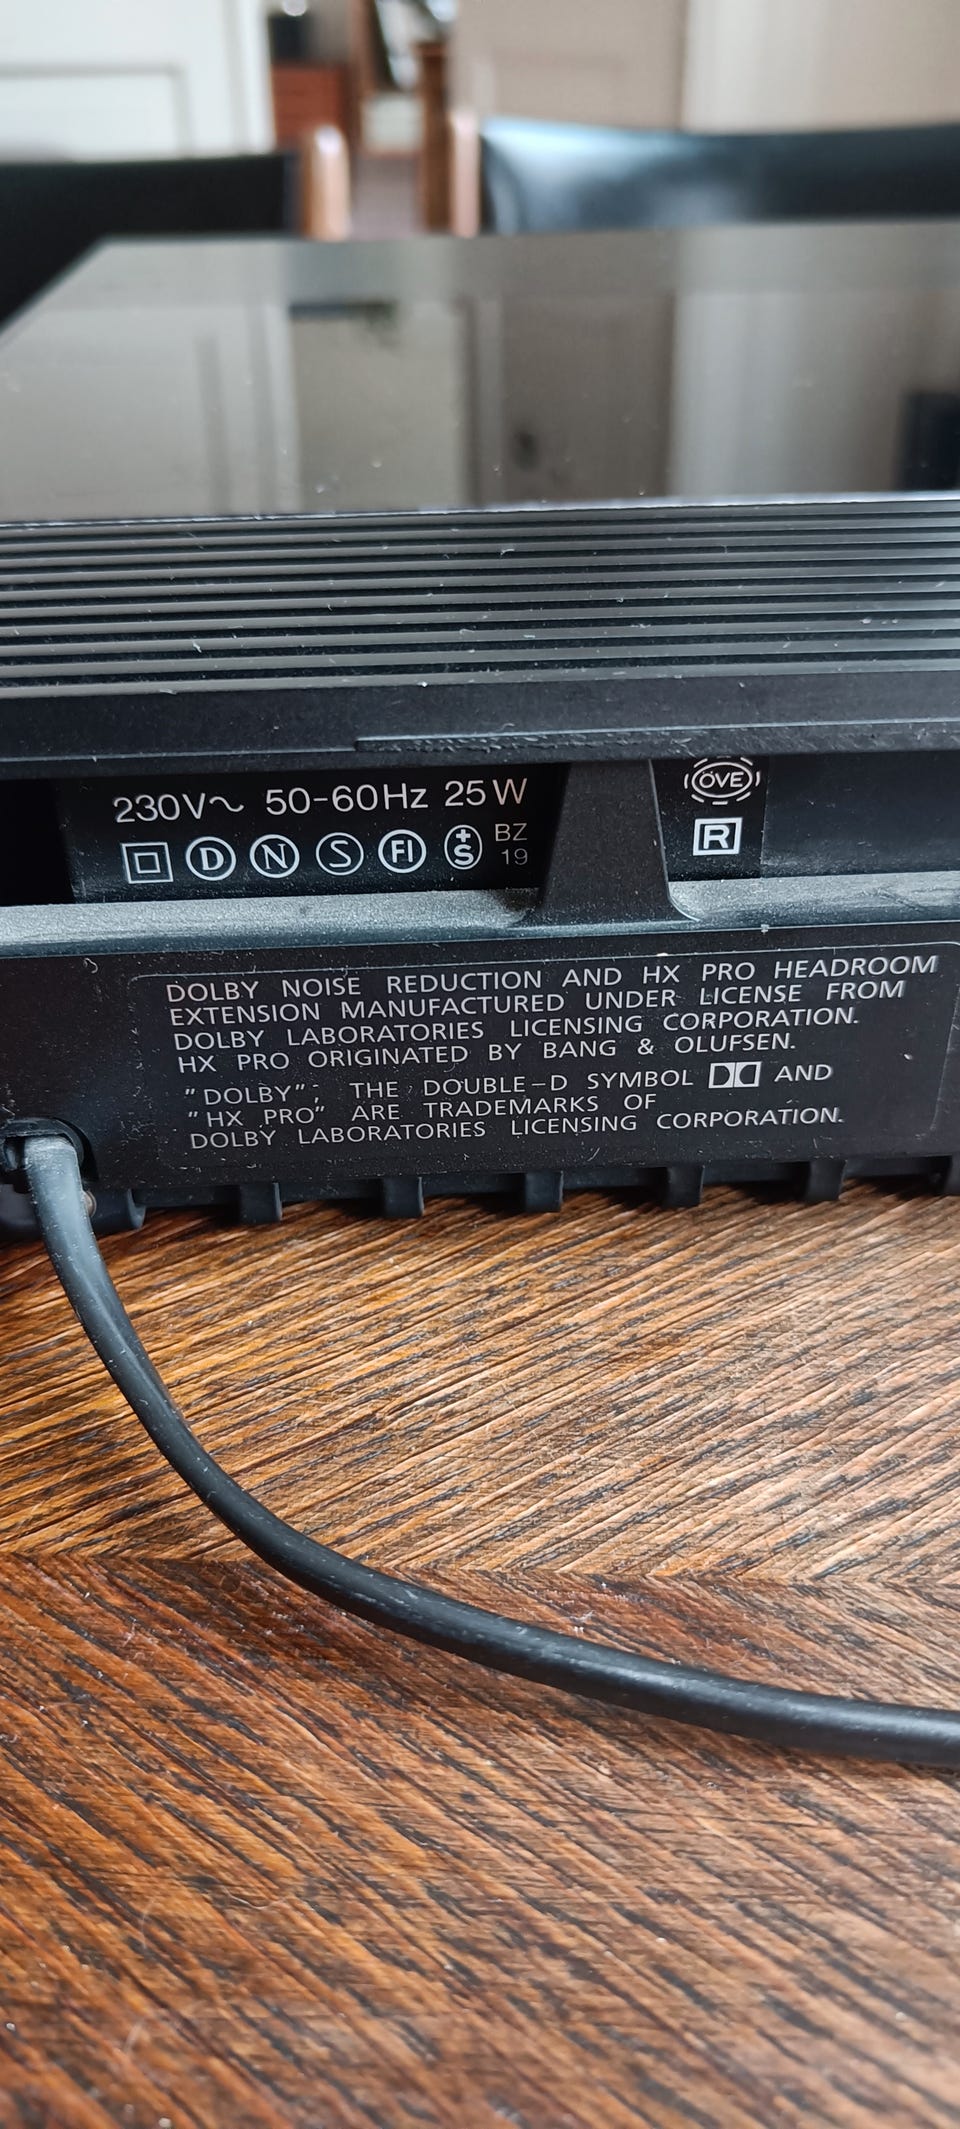 230V~ 50-60Hz 25W
D N S FI +S BZ 19
ÖVE
R
DOLBY NOISE REDUCTION AND HX PRO HEADROOM
EXTENSION MANUFACTURED UNDER LICENSE FROM
DOLBY LABORATORIES LICENSING CORPORATION.
HX PRO ORIGINATED BY BANG & OLUFSEN.
"DOLBY", THE DOUBLE-D SYMBOL AND
"HX PRO" ARE TRADEMARKS OF
DOLBY LABORATORIES LICENSING CORPORATION.